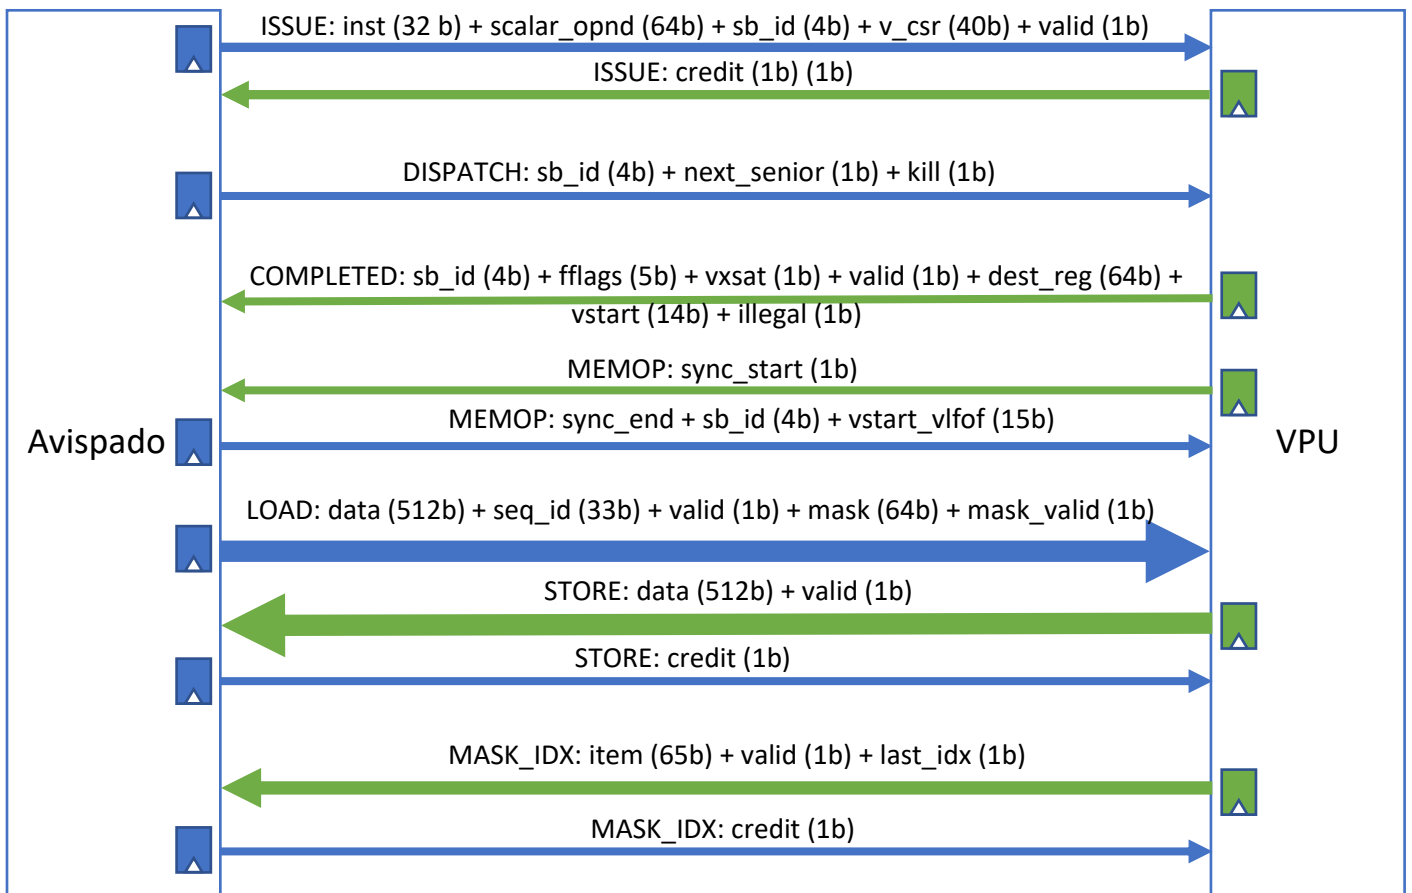 ISSUE: inst (32 b) + scalar_opnd (64b) + sb_id (4b) + v_csr (40b) + valid (1b)
ISSUE: credit (1b) (1b)
DISPATCH: sb_id (4b) + next_senior (1b) + kill (1b)
COMPLETED: sb_id (4b) + fflags (5b) + vxsat (1b) + valid (1b) + dest_reg (64b) +
vstart (14b) + illegal (1b)
MEMOP: sync_start (1b)
MEMOP: sync_end + sb_id (4b) + vstart_vlfof (15b)
Avispado
VPU
LOAD: data (512b) + seq_id (33b) + valid (1b) + mask (64b) + mask_valid (1b)
STORE: data (512b) + valid (1b)
STORE: credit (1b)
MASK_IDX: item (65b) + valid (1b) + last_idx (1b)
MASK_IDX: credit (1b)